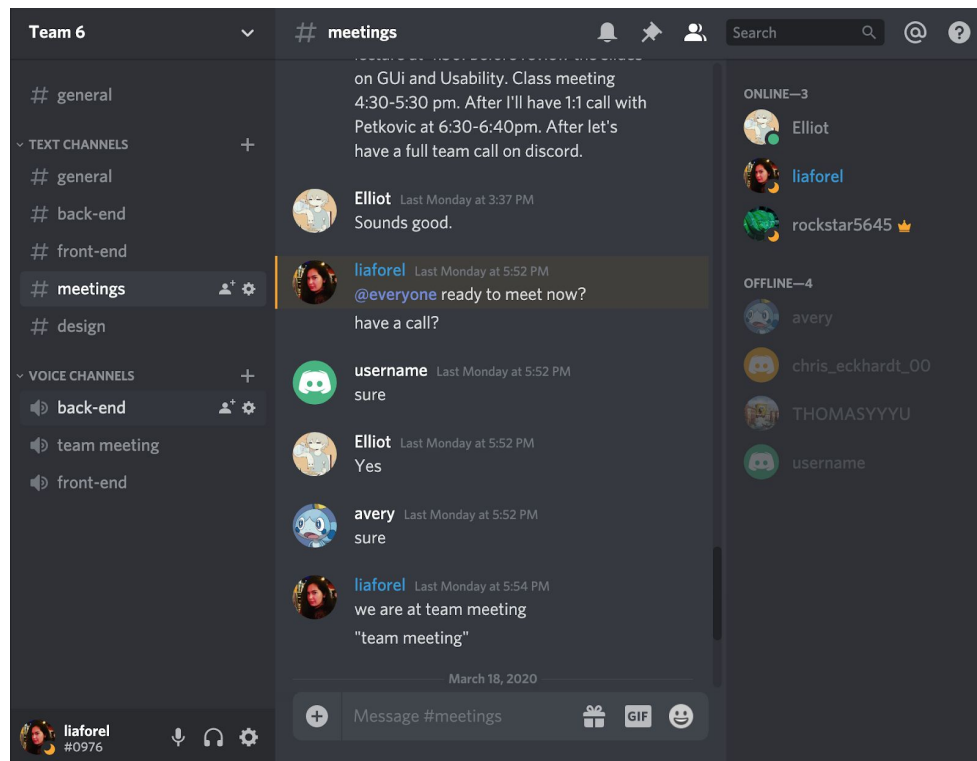 Team 6
# general
TEXT CHANNELS
# general
# back-end
# front-end
# meetings
# design
VOICE CHANNELS
back-end
team meeting
front-end
liaforel
#0976
# meetings
Search
on GUi and Usability. Class meeting
4:30-5:30 pm. After I'll have 1:1 call with
Petkovic at 6:30-6:40pm. After let's
have a full team call on discord.
Elliot Last Monday at 3:37 PM
Sounds good.
liaforel Last Monday at 5:52 PM
@everyone ready to meet now?
have a call?
username Last Monday at 5:52 PM
sure
Elliot Last Monday at 5:52 PM
Yes
avery Last Monday at 5:52 PM
sure
liaforel Last Monday at 5:54 PM
we are at team meeting
"team meeting"
March 18, 2020
Message #meetings
GIF
ONLINE—3
Elliot
liaforel
rockstar5645
OFFLINE—4
avery
chris_eckhardt_00
THOMASYYYU
username